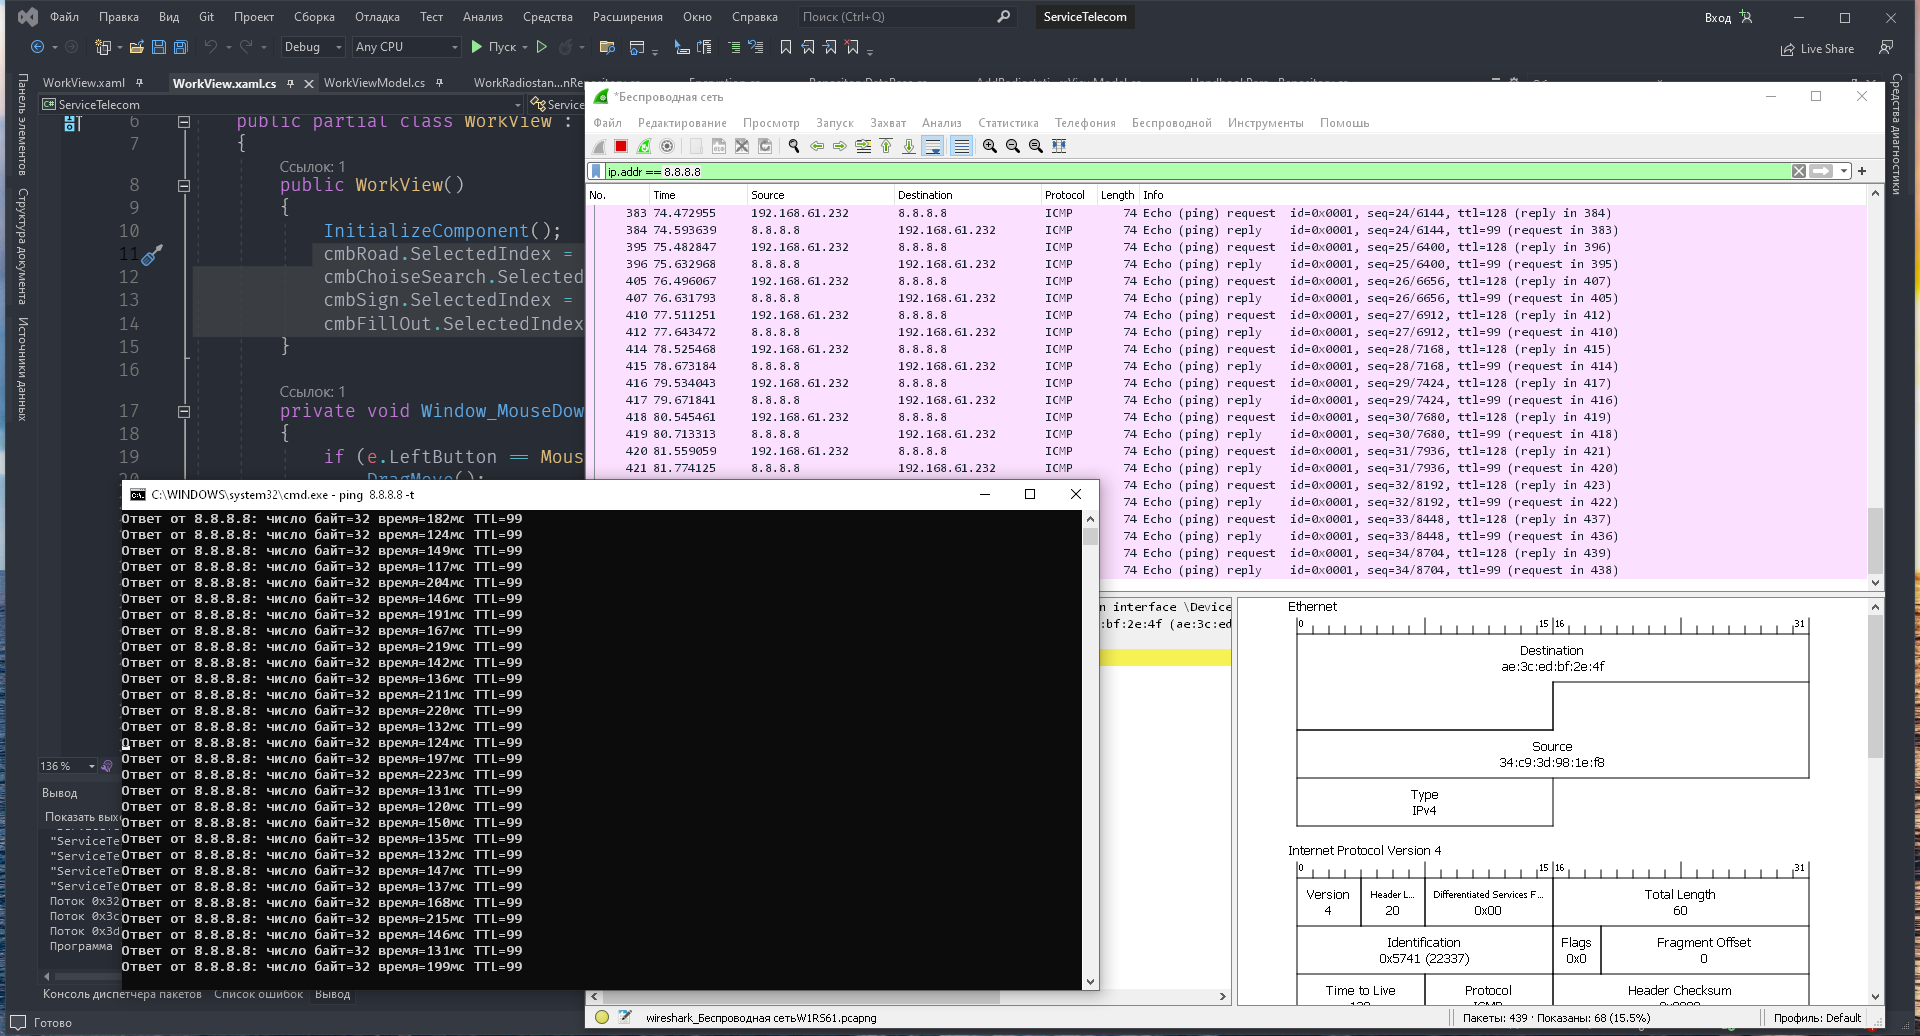 Файл Правка Вид Git Проект Сборка Отладка Тест Анализ Средства Расширения Окно Справка Поиск (Ctrl+Q) ServiceTelecom Вход
Debug Any CPU Пуск Live Share
WorkView.xaml WorkView.xaml.cs WorkViewModel.cs WorkRadiostan...nR
ServiceTelecom Service
Панель элементов
Структура документа
Источники данных
Средства диагностики
6 public partial class WorkView :
7 {
Ссылок: 1
8 public WorkView()
9 {
10 InitializeComponent();
11 cmbRoad.SelectedIndex =
12 cmbChoiseSearch.Selected
13 cmbSign.SelectedIndex =
14 cmbFillOut.SelectedIndex
15 }
16
Ссылок: 1
17 private void Window_MouseDow
18 {
19 if (e.LeftButton == Mous
DragMove();
136 %
Вывод
Показать вых
"ServiceTe
"ServiceTe
"ServiceTe
"ServiceTe
Поток 0x32
Поток 0x3c
Поток 0x3d
Программа
Консоль диспетчера пакетов Список ошибок Вывод
Готово
*Беспроводная сеть
Файл Редактирование Просмотр Запуск Захват Анализ Статистика Телефония Беспроводной Инструменты Помощь
ip.addr == 8.8.8.8
No. Time Source Destination Protocol Length Info
383 74.472955 192.168.61.232 8.8.8.8 ICMP 74 Echo (ping) request id=0x0001, seq=24/6144, ttl=128 (reply in 384)
384 74.593639 8.8.8.8 192.168.61.232 ICMP 74 Echo (ping) reply id=0x0001, seq=24/6144, ttl=99 (request in 383)
395 75.482847 192.168.61.232 8.8.8.8 ICMP 74 Echo (ping) request id=0x0001, seq=25/6400, ttl=128 (reply in 396)
396 75.632968 8.8.8.8 192.168.61.232 ICMP 74 Echo (ping) reply id=0x0001, seq=25/6400, ttl=99 (request in 395)
405 76.496067 192.168.61.232 8.8.8.8 ICMP 74 Echo (ping) request id=0x0001, seq=26/6656, ttl=128 (reply in 407)
407 76.631793 8.8.8.8 192.168.61.232 ICMP 74 Echo (ping) reply id=0x0001, seq=26/6656, ttl=99 (request in 405)
410 77.511251 192.168.61.232 8.8.8.8 ICMP 74 Echo (ping) request id=0x0001, seq=27/6912, ttl=128 (reply in 412)
412 77.643472 8.8.8.8 192.168.61.232 ICMP 74 Echo (ping) reply id=0x0001, seq=27/6912, ttl=99 (request in 410)
414 78.525468 192.168.61.232 8.8.8.8 ICMP 74 Echo (ping) request id=0x0001, seq=28/7168, ttl=128 (reply in 415)
415 78.673184 8.8.8.8 192.168.61.232 ICMP 74 Echo (ping) reply id=0x0001, seq=28/7168, ttl=99 (request in 414)
416 79.534043 192.168.61.232 8.8.8.8 ICMP 74 Echo (ping) request id=0x0001, seq=29/7424, ttl=128 (reply in 417)
417 79.671841 8.8.8.8 192.168.61.232 ICMP 74 Echo (ping) reply id=0x0001, seq=29/7424, ttl=99 (request in 416)
418 80.545461 192.168.61.232 8.8.8.8 ICMP 74 Echo (ping) request id=0x0001, seq=30/7680, ttl=128 (reply in 419)
419 80.713313 8.8.8.8 192.168.61.232 ICMP 74 Echo (ping) reply id=0x0001, seq=30/7680, ttl=99 (request in 418)
420 81.559059 192.168.61.232 8.8.8.8 ICMP 74 Echo (ping) request id=0x0001, seq=31/7936, ttl=128 (reply in 421)
421 81.774125 8.8.8.8 192.168.61.232 ICMP 74 Echo (ping) reply id=0x0001, seq=31/7936, ttl=99 (request in 420)
74 Echo (ping) request id=0x0001, seq=32/8192, ttl=128 (reply in 423)
74 Echo (ping) reply id=0x0001, seq=32/8192, ttl=99 (request in 422)
74 Echo (ping) request id=0x0001, seq=33/8448, ttl=128 (reply in 437)
74 Echo (ping) reply id=0x0001, seq=33/8448, ttl=99 (request in 436)
74 Echo (ping) request id=0x0001, seq=34/8704, ttl=128 (reply in 439)
74 Echo (ping) reply id=0x0001, seq=34/8704, ttl=99 (request in 438)
n interface \Device
:bf:2e:4f (ae:3c:ed
Ethernet
0 15 16 31
Destination
ae:3c:ed:bf:2e:4f
Source
34:c9:3d:98:1e:f8
Type
IPv4
Internet Protocol Version 4
0 15 16 31
Version Header L... Differentiated Services F... Total Length
4 20 0x00 60
Identification Flags Fragment Offset
0x5741 (22337) 0x0 0
Time to Live Protocol Header Checksum
wireshark_Беспроводная сетьW1RS61.pcapng Пакеты: 439 · Показаны: 68 (15.5%) Профиль: Default
C:\WINDOWS\system32\cmd.exe - ping 8.8.8.8 -t
Ответ от 8.8.8.8: число байт=32 время=182мс TTL=99
Ответ от 8.8.8.8: число байт=32 время=124мс TTL=99
Ответ от 8.8.8.8: число байт=32 время=149мс TTL=99
Ответ от 8.8.8.8: число байт=32 время=117мс TTL=99
Ответ от 8.8.8.8: число байт=32 время=204мс TTL=99
Ответ от 8.8.8.8: число байт=32 время=146мс TTL=99
Ответ от 8.8.8.8: число байт=32 время=191мс TTL=99
Ответ от 8.8.8.8: число байт=32 время=167мс TTL=99
Ответ от 8.8.8.8: число байт=32 время=219мс TTL=99
Ответ от 8.8.8.8: число байт=32 время=142мс TTL=99
Ответ от 8.8.8.8: число байт=32 время=136мс TTL=99
Ответ от 8.8.8.8: число байт=32 время=211мс TTL=99
Ответ от 8.8.8.8: число байт=32 время=220мс TTL=99
Ответ от 8.8.8.8: число байт=32 время=132мс TTL=99
Ответ от 8.8.8.8: число байт=32 время=124мс TTL=99
Ответ от 8.8.8.8: число байт=32 время=197мс TTL=99
Ответ от 8.8.8.8: число байт=32 время=223мс TTL=99
Ответ от 8.8.8.8: число байт=32 время=131мс TTL=99
Ответ от 8.8.8.8: число байт=32 время=120мс TTL=99
Ответ от 8.8.8.8: число байт=32 время=150мс TTL=99
Ответ от 8.8.8.8: число байт=32 время=135мс TTL=99
Ответ от 8.8.8.8: число байт=32 время=132мс TTL=99
Ответ от 8.8.8.8: число байт=32 время=147мс TTL=99
Ответ от 8.8.8.8: число байт=32 время=137мс TTL=99
Ответ от 8.8.8.8: число байт=32 время=168мс TTL=99
Ответ от 8.8.8.8: число байт=32 время=215мс TTL=99
Ответ от 8.8.8.8: число байт=32 время=146мс TTL=99
Ответ от 8.8.8.8: число байт=32 время=131мс TTL=99
Ответ от 8.8.8.8: число байт=32 время=199мс TTL=99